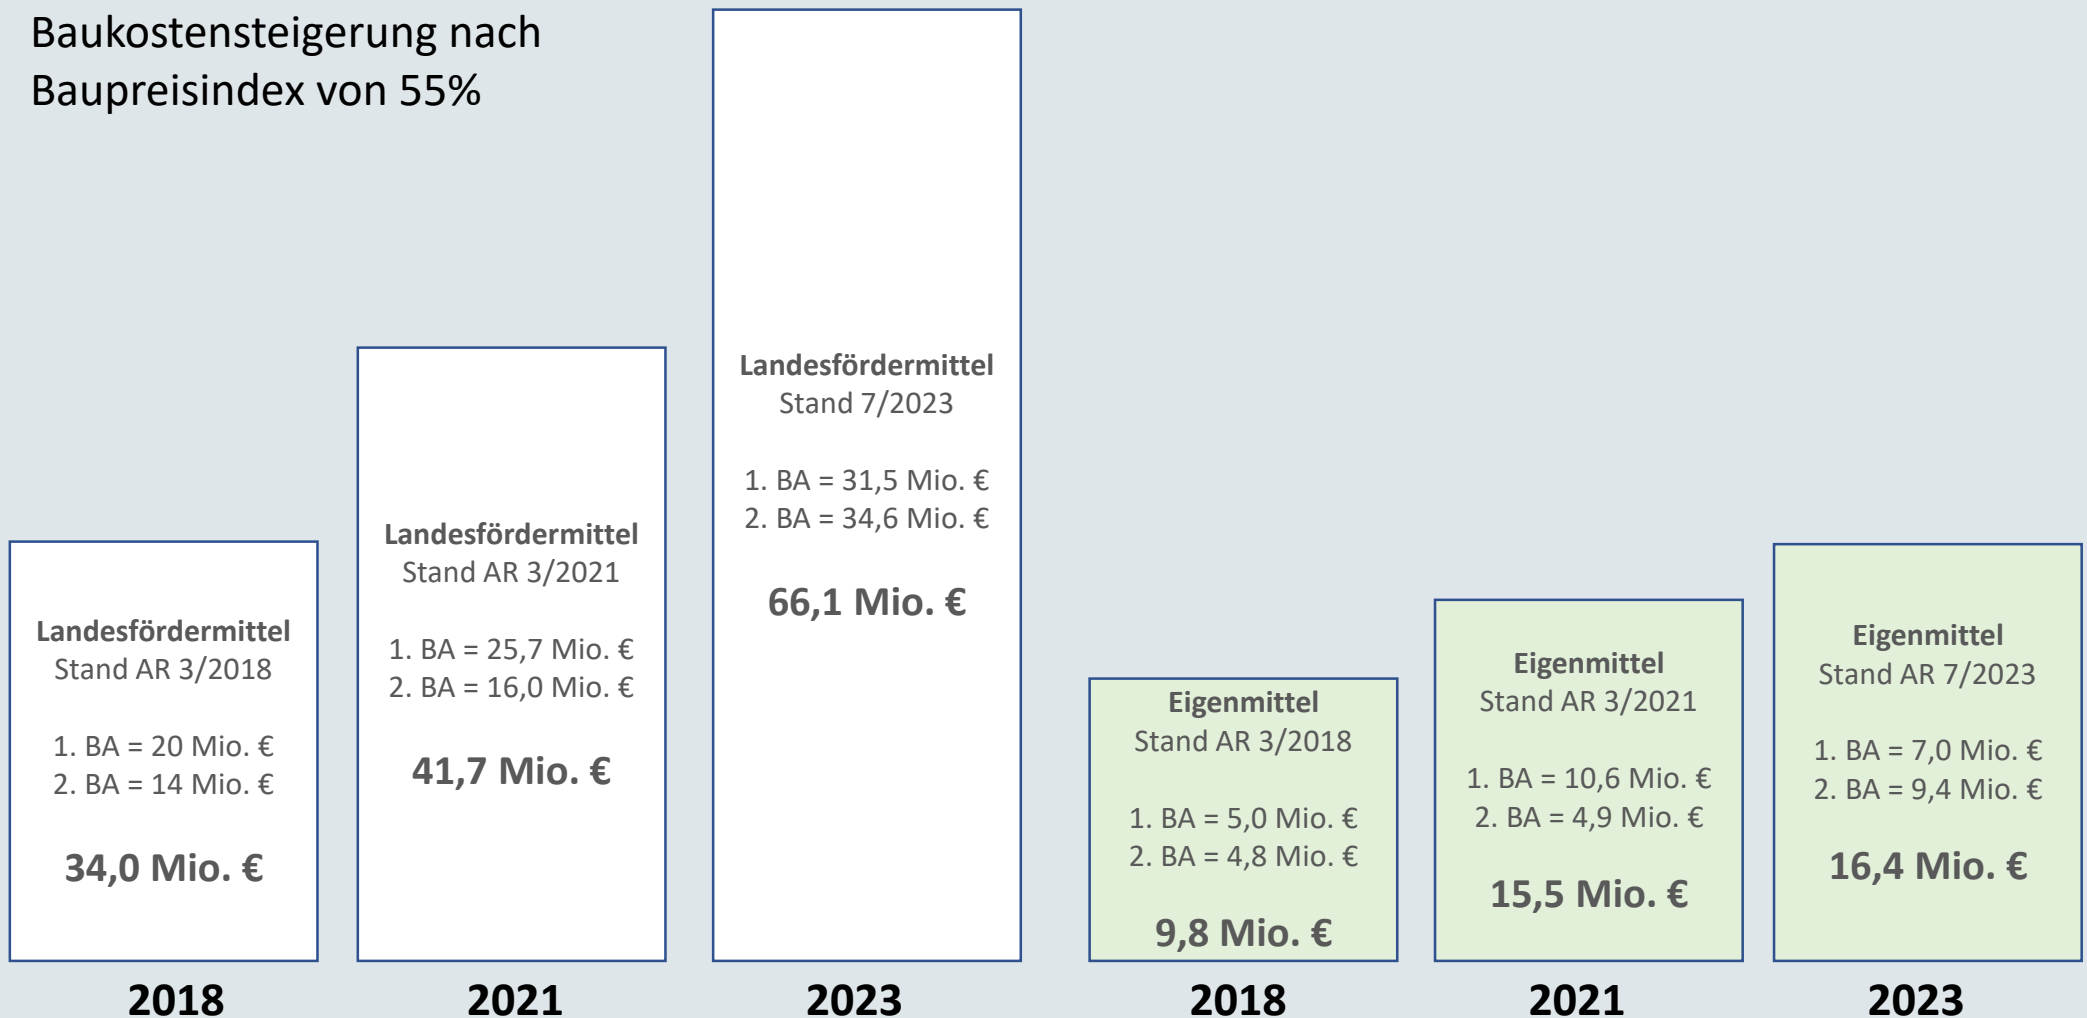 Baukostensteigerung nach
Baupreisindex von 55%
Landesfördermittel
Stand AR 3/2018
1. BA = 20 Mio. €
2. BA = 14 Mio. €
34,0 Mio. €
2018
Landesfördermittel
Stand AR 3/2021
1. BA = 25,7 Mio. €
2. BA = 16,0 Mio. €
41,7 Mio. €
2021
Landesfördermittel
Stand 7/2023
1. BA = 31,5 Mio. €
2. BA = 34,6 Mio. €
66,1 Mio. €
2023
Eigenmittel
Stand AR 3/2018
1. BA = 5,0 Mio. €
2. BA = 4,8 Mio. €
9,8 Mio. €
2018
Eigenmittel
Stand AR 3/2021
1. BA = 10,6 Mio. €
2. BA = 4,9 Mio. €
15,5 Mio. €
2021
Eigenmittel
Stand AR 7/2023
1. BA = 7,0 Mio. €
2. BA = 9,4 Mio. €
16,4 Mio. €
2023